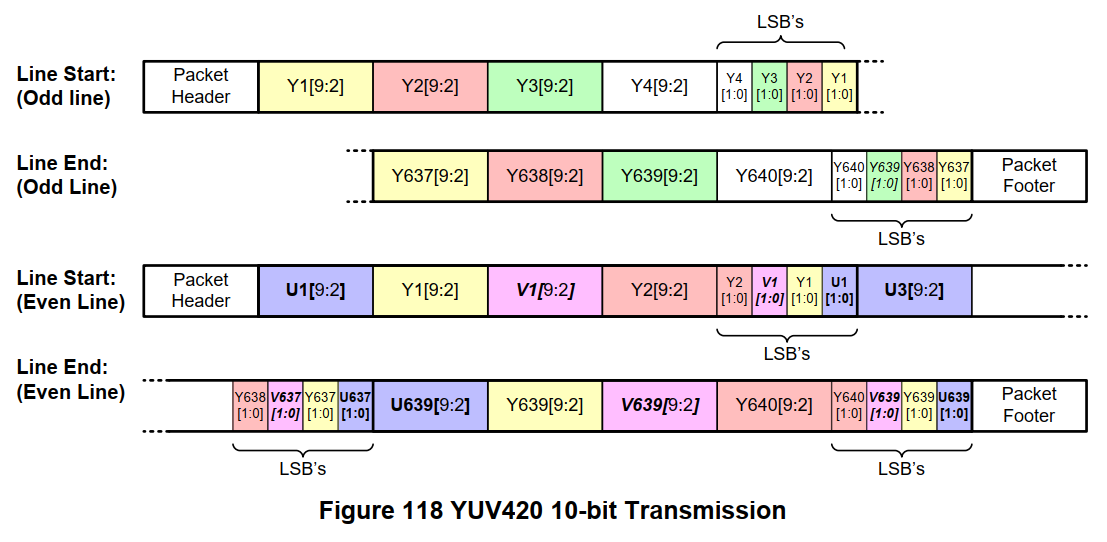 LSB's
Line Start:
(Odd line)
Packet
Header
Y1[9:2]
Y2[9:2]
Y3[9:2]
Y4[9:2]
Y4
[1:0]
Y3
[1:0]
Y2
[1:0]
Y1
[1:0]
Line End:
(Odd Line)
Y637[9:2]
Y638[9:2]
Y639[9:2]
Y640[9:2]
Y640
[1:0]
Y639
[1:0]
Y638
[1:0]
Y637
[1:0]
Packet
Footer
LSB's
Line Start:
(Even Line)
Packet
Header
U1[9:2]
Y1[9:2]
V1[9:2]
Y2[9:2]
Y2
[1:0]
V1
[1:0]
Y1
[1:0]
U1
[1:0]
U3[9:2]
LSB's
Line End:
(Even Line)
Y638
[1:0]
V637
[1:0]
Y637
[1:0]
U637
[1:0]
U639[9:2]
Y639[9:2]
V639[9:2]
Y640[9:2]
Y640
[1:0]
V639
[1:0]
Y639
[1:0]
U639
[1:0]
Packet
Footer
LSB's
LSB's
Figure 118 YUV420 10-bit Transmission